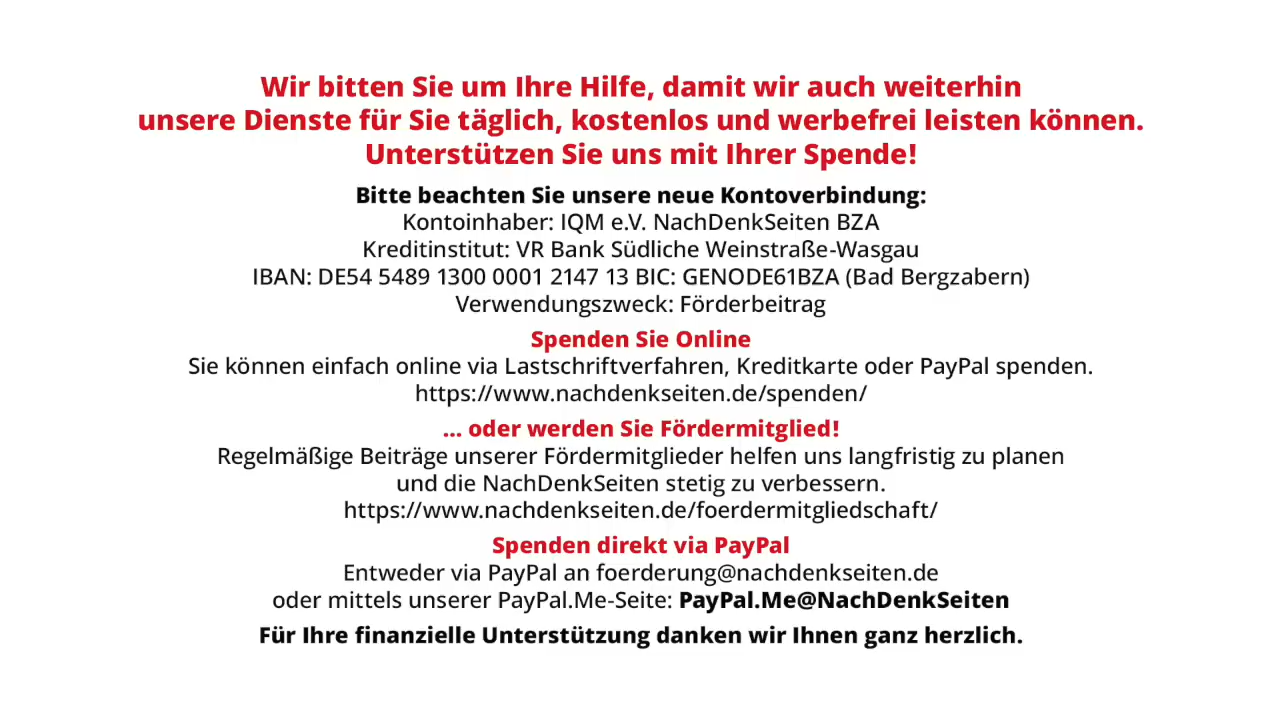 Wir bitten Sie um Ihre Hilfe, damit wir auch weiterhin
unsere Dienste für Sie täglich, kostenlos und werbefrei leisten können.
Unterstützen Sie uns mit Ihrer Spende!
Bitte beachten Sie unsere neue Kontoverbindung:
Kontoinhaber: IQM e.V. NachDenkSeiten BZA
Kreditinstitut: VR Bank Südliche Weinstraße-Wasgau
IBAN: DE54 5489 1300 0001 2147 13 BIC: GENODE61BZA (Bad Bergzabern)
Verwendungszweck: Förderbeitrag
Spenden Sie Online
Sie können einfach online via Lastschriftverfahren, Kreditkarte oder PayPal spenden.
https://www.nachdenkseiten.de/spenden/
... oder werden Sie Fördermitglied!
Regelmäßige Beiträge unserer Fördermitglieder helfen uns langfristig zu planen
und die NachDenkSeiten stetig zu verbessern.
https://www.nachdenkseiten.de/foerdermitgliedschaft/
Spenden direkt via PayPal
Entweder via PayPal an foerderung@nachdenkseiten.de
oder mittels unserer PayPal.Me-Seite: PayPal.Me@NachDenkSeiten
Für Ihre finanzielle Unterstützung danken wir Ihnen ganz herzlich.